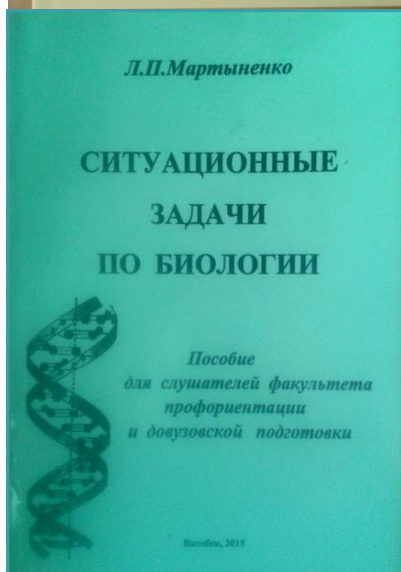 Л.П.Мартыненко
СИТУАЦИОННЫЕ
ЗАДАЧИ
ПО БИОЛОГИИ
Пособие
для слушателей факультета
профориентации
и довузовской подготовки
Витебск, 2015